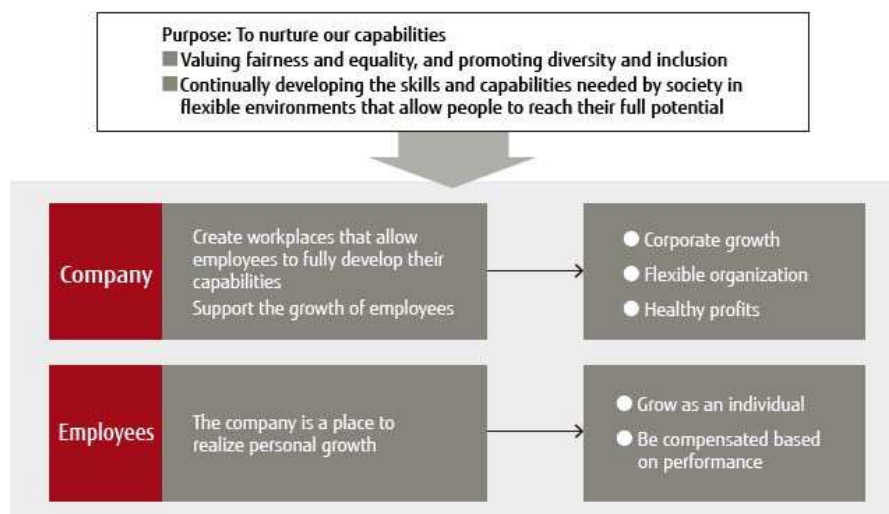 Purpose: To nurture our capabilities
Valuing fairness and equality, and promoting diversity and inclusion
Continually developing the skills and capabilities needed by society in
flexible environments that allow people to reach their full potential
Company
Create workplaces that allow
employees to fully develop their
capabilities
Support the growth of employees
Corporate growth
Flexible organization
Healthy profits
Employees
The company is a place to
realize personal growth
Grow as an individual
Be compensated based
on performance